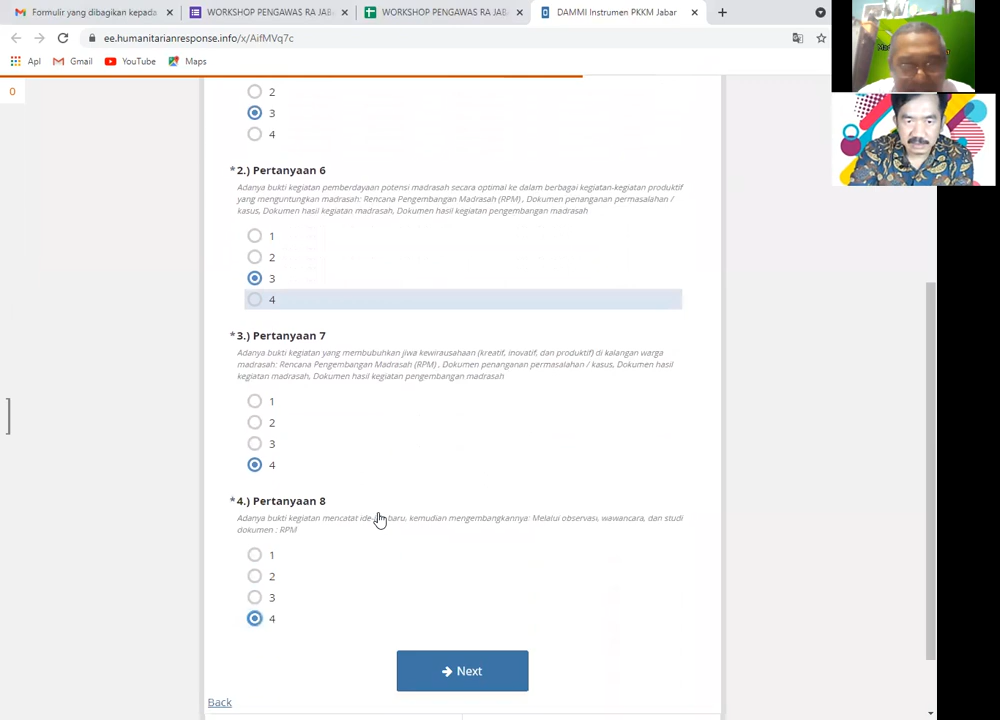 Formulir yang dibagikan kepada
WORKSHOP PENGAWAS RA JAB
WORKSHOP PENGAWAS RA JAB
DAMMI Instrumen PKKM Jabar
ee.humanitarianresponse.info/x/AifMVq7c
Apl
Gmail
YouTube
Maps
0
2
3
4
*2.) Pertanyaan 6
Adanya bukti kegiatan pemberdayaan potensi madrasah secara optimal ke dalam berbagai kegiatan-kegiatan produktif
yang menguntungkan madrasah: Rencana Pengembangan Madrasah (RPM) , Dokumen penanganan permasalahan /
kasus, Dokumen hasil kegiatan madrasah, Dokumen hasil kegiatan pengembangan madrasah
1
2
3
4
*3.) Pertanyaan 7
Adanya bukti kegiatan yang membubuhkan jiwa kewirausahaan (kreatif, inovatif, dan produktif) di kalangan warga
madrasah: Rencana Pengembangan Madrasah (RPM) , Dokumen penanganan permasalahan / kasus, Dokumen hasil
kegiatan madrasah, Dokumen hasil kegiatan pengembangan madrasah
1
2
3
4
*4.) Pertanyaan 8
Adanya bukti kegiatan mencatat baru, kemudian mengembangkannya: Melalui observasi, wawancara, dan studi
dokumen : RPM
1
2
3
4
Next
Back